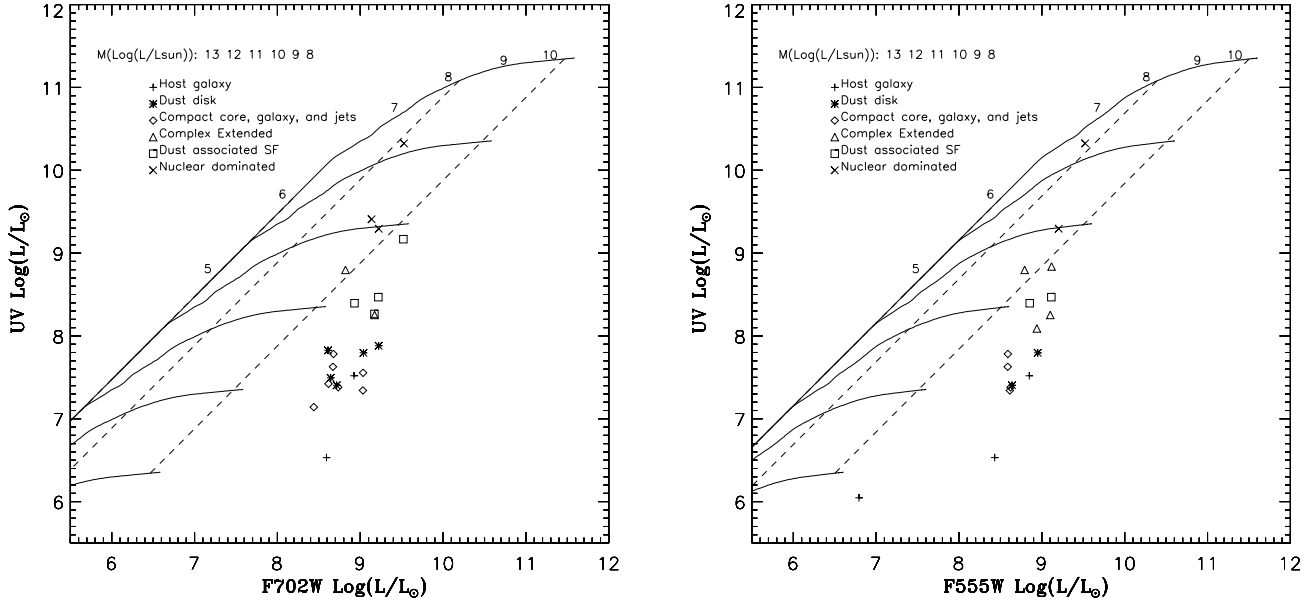 12
11
10
9
8
7
6
UV Log(L/L⊙)
M(Log(L/Lsun)): 13 12 11 10 9 8
Host galaxy
Dust disk
Compact core, galaxy, and jets
Complex Extended
Dust associated SF
Nuclear dominated
5
6
7
8
9
10
6 7 8 9 10 11 12
F702W Log(L/L⊙)
12
11
10
9
8
7
6
UV Log(L/L⊙)
M(Log(L/Lsun)): 13 12 11 10 9 8
Host galaxy
Dust disk
Compact core, galaxy, and jets
Complex Extended
Dust associated SF
Nuclear dominated
5
6
7
8
9
10
6 7 8 9 10 11 12
F555W Log(L/L⊙)